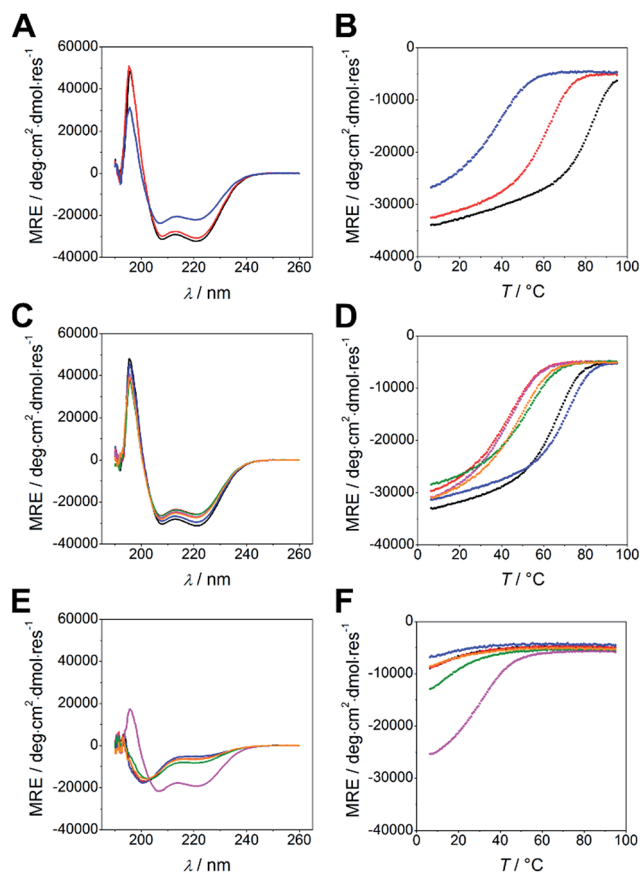 A
MRE / deg·cm²·dmol·res⁻¹
60000
40000
20000
0
-20000
-40000
200 220 240 260
λ / nm
B
MRE / deg·cm²·dmol·res⁻¹
0
-10000
-20000
-30000
-40000
20 40 60 80 100
T / °C
C
MRE / deg·cm²·dmol·res⁻¹
60000
40000
20000
0
-20000
-40000
200 220 240 260
λ / nm
D
MRE / deg·cm²·dmol·res⁻¹
0
-10000
-20000
-30000
-40000
20 40 60 80 100
T / °C
E
MRE / deg·cm²·dmol·res⁻¹
60000
40000
20000
0
-20000
-40000
200 220 240 260
λ / nm
F
MRE / deg·cm²·dmol·res⁻¹
0
-10000
-20000
-30000
-40000
0 20 40 60 80 100
T / °C